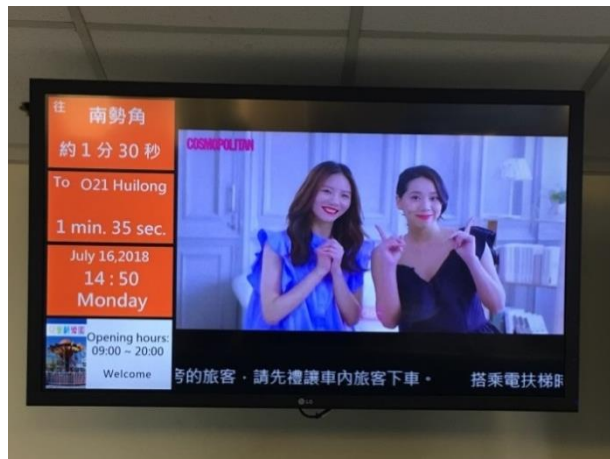 往 南勢角
約 1 分 30 秒
To O21 Huilong
1 min. 35 sec.
July 16,2018
14 : 50
Monday
Opening hours:
09:00 ~ 20:00
Welcome
COSMOPOLITAN
旁的旅客，請先禮讓車內旅客下車。 搭乘電扶梯時
LG